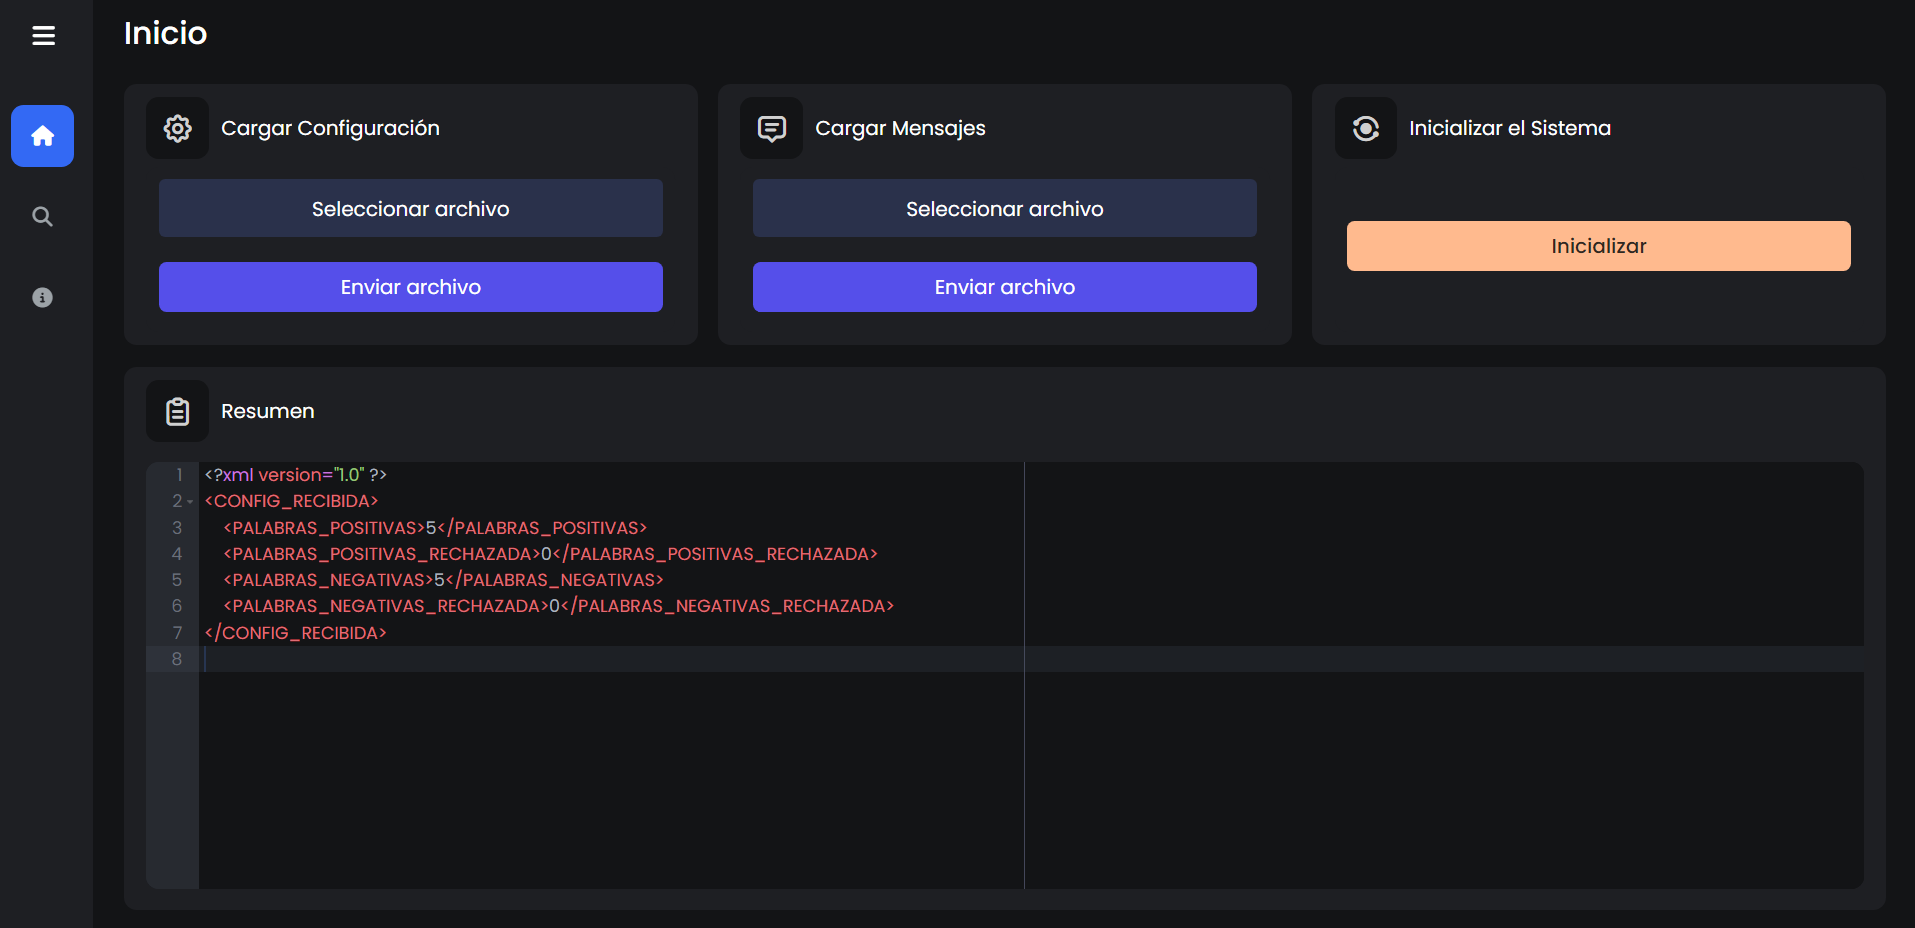 Inicio
Cargar Configuración
Seleccionar archivo
Enviar archivo
Cargar Mensajes
Seleccionar archivo
Enviar archivo
Inicializar el Sistema
Inicializar
Resumen
1 <?xml version="1.0" ?>
2 <CONFIG_RECIBIDA>
3 <PALABRAS_POSITIVAS>5</PALABRAS_POSITIVAS>
4 <PALABRAS_POSITIVAS_RECHAZADA>0</PALABRAS_POSITIVAS_RECHAZADA>
5 <PALABRAS_NEGATIVAS>5</PALABRAS_NEGATIVAS>
6 <PALABRAS_NEGATIVAS_RECHAZADA>0</PALABRAS_NEGATIVAS_RECHAZADA>
7 </CONFIG_RECIBIDA>
8